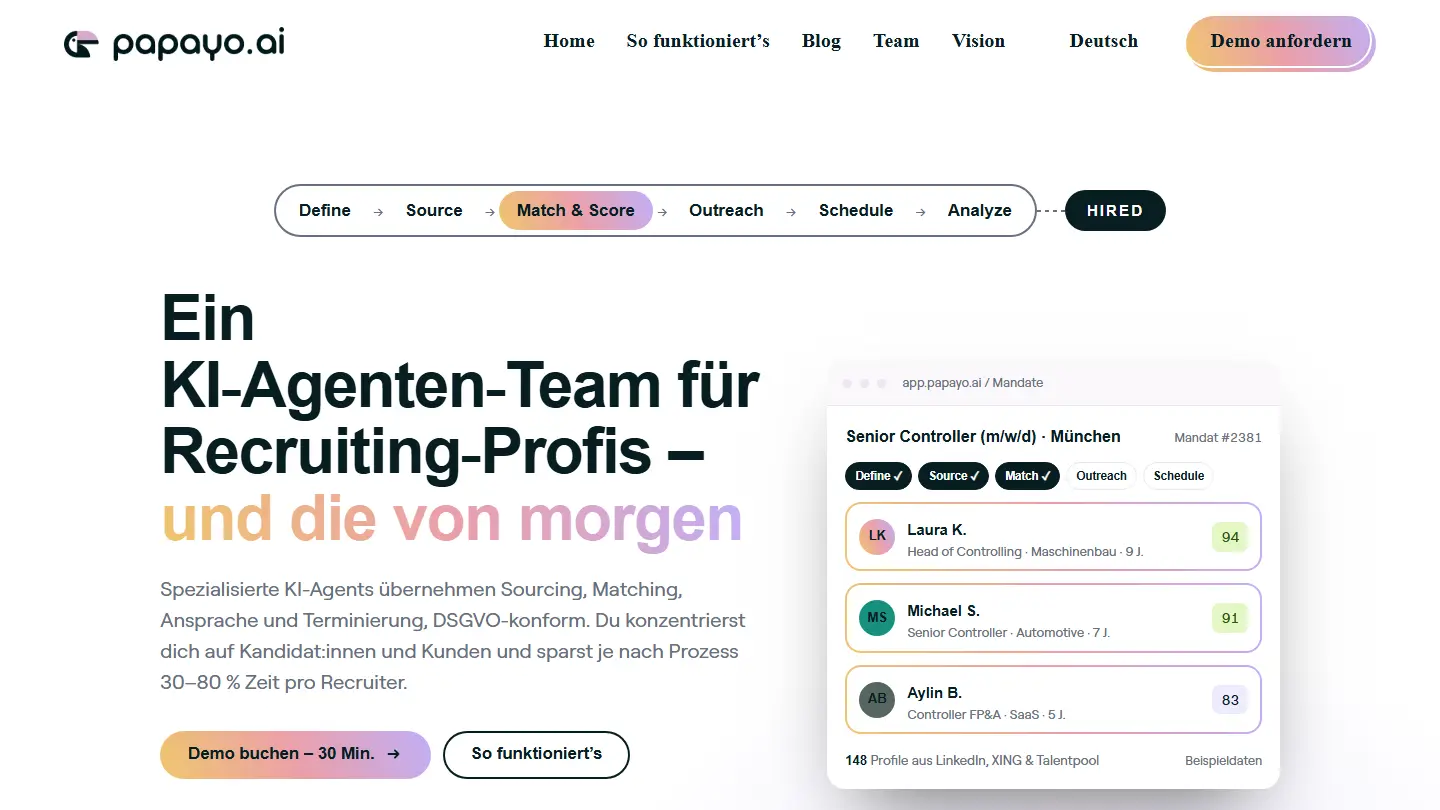 papayo.ai
Home So funktioniert’s Blog Team Vision Deutsch Demo anfordern
Define → Source → Match & Score → Outreach → Schedule → Analyze HIRED
Ein
KI-Agenten-Team für
Recruiting-Profis –
und die von morgen
Spezialisierte KI-Agents übernehmen Sourcing, Matching,
Ansprache und Terminierung, DSGVO-konform. Du konzentrierst
dich auf Kandidat:innen und Kunden und sparst je nach Prozess
30–80 % Zeit pro Recruiter.
Demo buchen – 30 Min. →
So funktioniert’s
app.papayo.ai / Mandate
Senior Controller (m/w/d) · München Mandat #2381
Define ✓ Source ✓ Match ✓ Outreach Schedule
LK Laura K. 94
Head of Controlling · Maschinenbau · 9 J.
MS Michael S. 91
Senior Controller · Automotive · 7 J.
AB Aylin B. 83
Controller FP&A · SaaS · 5 J.
148 Profile aus LinkedIn, XING & Talentpool Beispieldaten